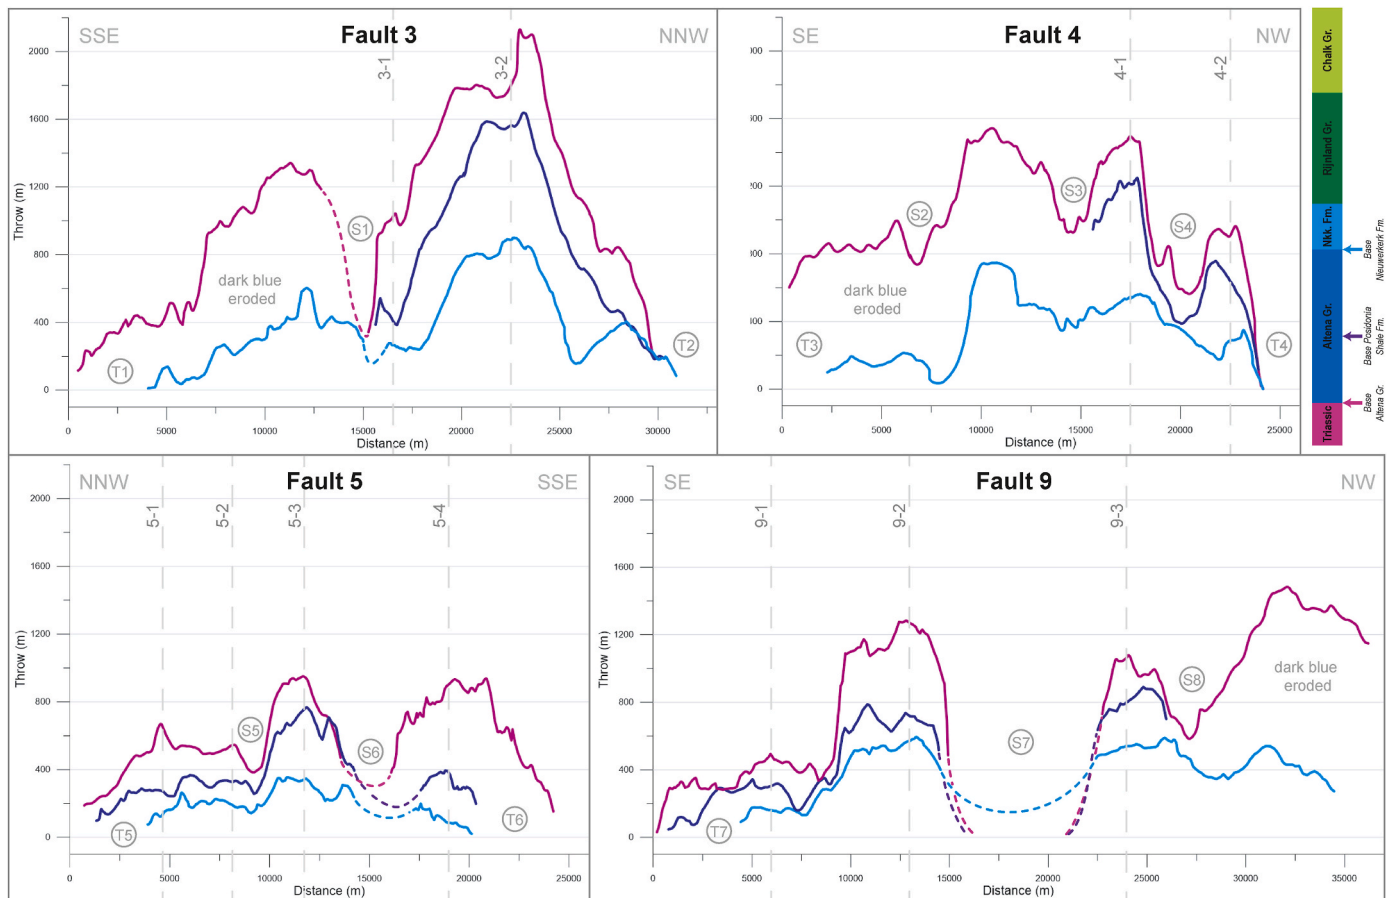 Fault 3
SSE
NNW
3-1
3-2
2000
1600
1200
800
400
0
Throw (m)
S1
dark blue
eroded
T1
T2
0
5000
10000
15000
20000
25000
30000
Distance (m)
Fault 4
SE
NW
4-1
4-2
000
600
200
800
400
0
S2
S3
S4
dark blue
eroded
T3
T4
0
5000
10000
15000
20000
25000
Distance (m)
Chalk Gr.
Rijnland Gr.
Nkk. Fm.
Altena Gr.
Triassic
Base
Nieuwerkerk Fm.
Base Posidonia
Shale Fm.
Base
Altena Gr.
Fault 5
NNW
SSE
5-1
5-2
5-3
5-4
2000
1600
1200
800
400
0
Throw (m)
S5
S6
T5
T6
0
5000
10000
15000
20000
25000
Distance (m)
Fault 9
SE
NW
9-1
9-2
9-3
2000
1600
1200
800
400
0
Throw (m)
S7
S8
dark blue
eroded
T7
0
5000
10000
15000
20000
25000
30000
35000
Distance (m)